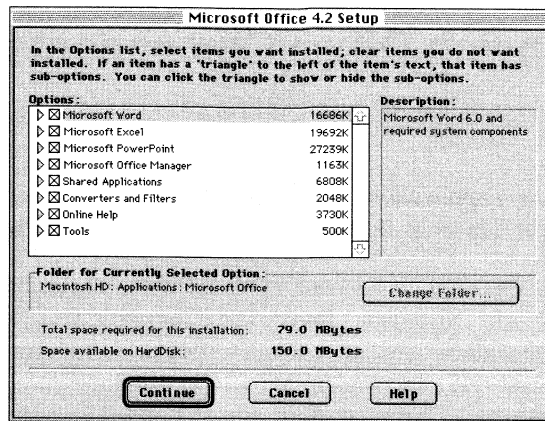 Microsoft Office 4.2 Setup
In the Options list, select items you want installed; clear items you do not want
installed. If an item has a 'triangle' to the left of the item's text, that item has
sub-options. You can click the triangle to show or hide the sub-options.
Options:
Microsoft Word 16686K
Microsoft Excel 19692K
Microsoft PowerPoint 27239K
Microsoft Office Manager 1163K
Shared Applications 6808K
Converters and Filters 2048K
Online Help 3730K
Tools 500K
Description:
Microsoft Word 6.0 and
required system components
Folder for Currently Selected Option:
Macintosh HD : Applications : Microsoft Office
Change Folder...
Total space required for this installation: 79.0 MBytes
Space available on HardDisk: 150.0 MBytes
Continue Cancel Help